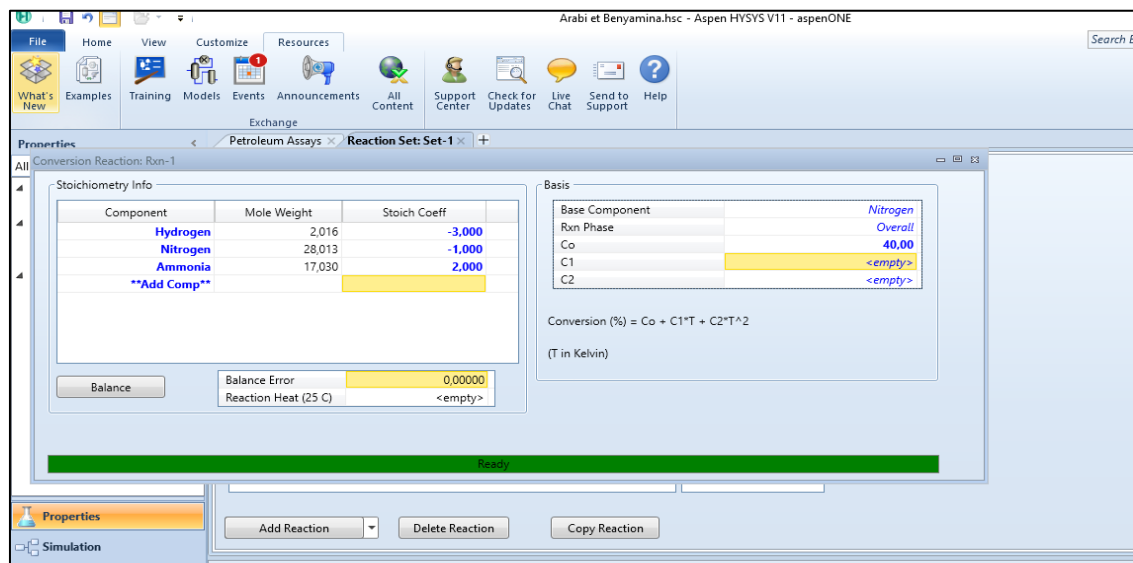 Arabi et Benyamina.hsc - Aspen HYSYS V11 - aspenONE
File Home View Customize Resources
Search E
What's New
Examples
Training
Models
Events
1
Announcements
All Content
Support Center
Check for Updates
Live Chat
Send to Support
Help
Exchange
Properties <
Petroleum Assays × Reaction Set: Set-1 × +
All
Conversion Reaction: Rxn-1
Stoichiometry Info
Component Mole Weight Stoich Coeff
Hydrogen 2,016 -3,000
Nitrogen 28,013 -1,000
Ammonia 17,030 2,000
**Add Comp**
Balance
Balance Error 0,00000
Reaction Heat (25 C) <empty>
Basis
Base Component Nitrogen
Rxn Phase Overall
Co 40,00
C1 <empty>
C2 <empty>
Conversion (%) = Co + C1*T + C2*T^2
(T in Kelvin)
Ready
Properties
Simulation
Add Reaction
Delete Reaction
Copy Reaction